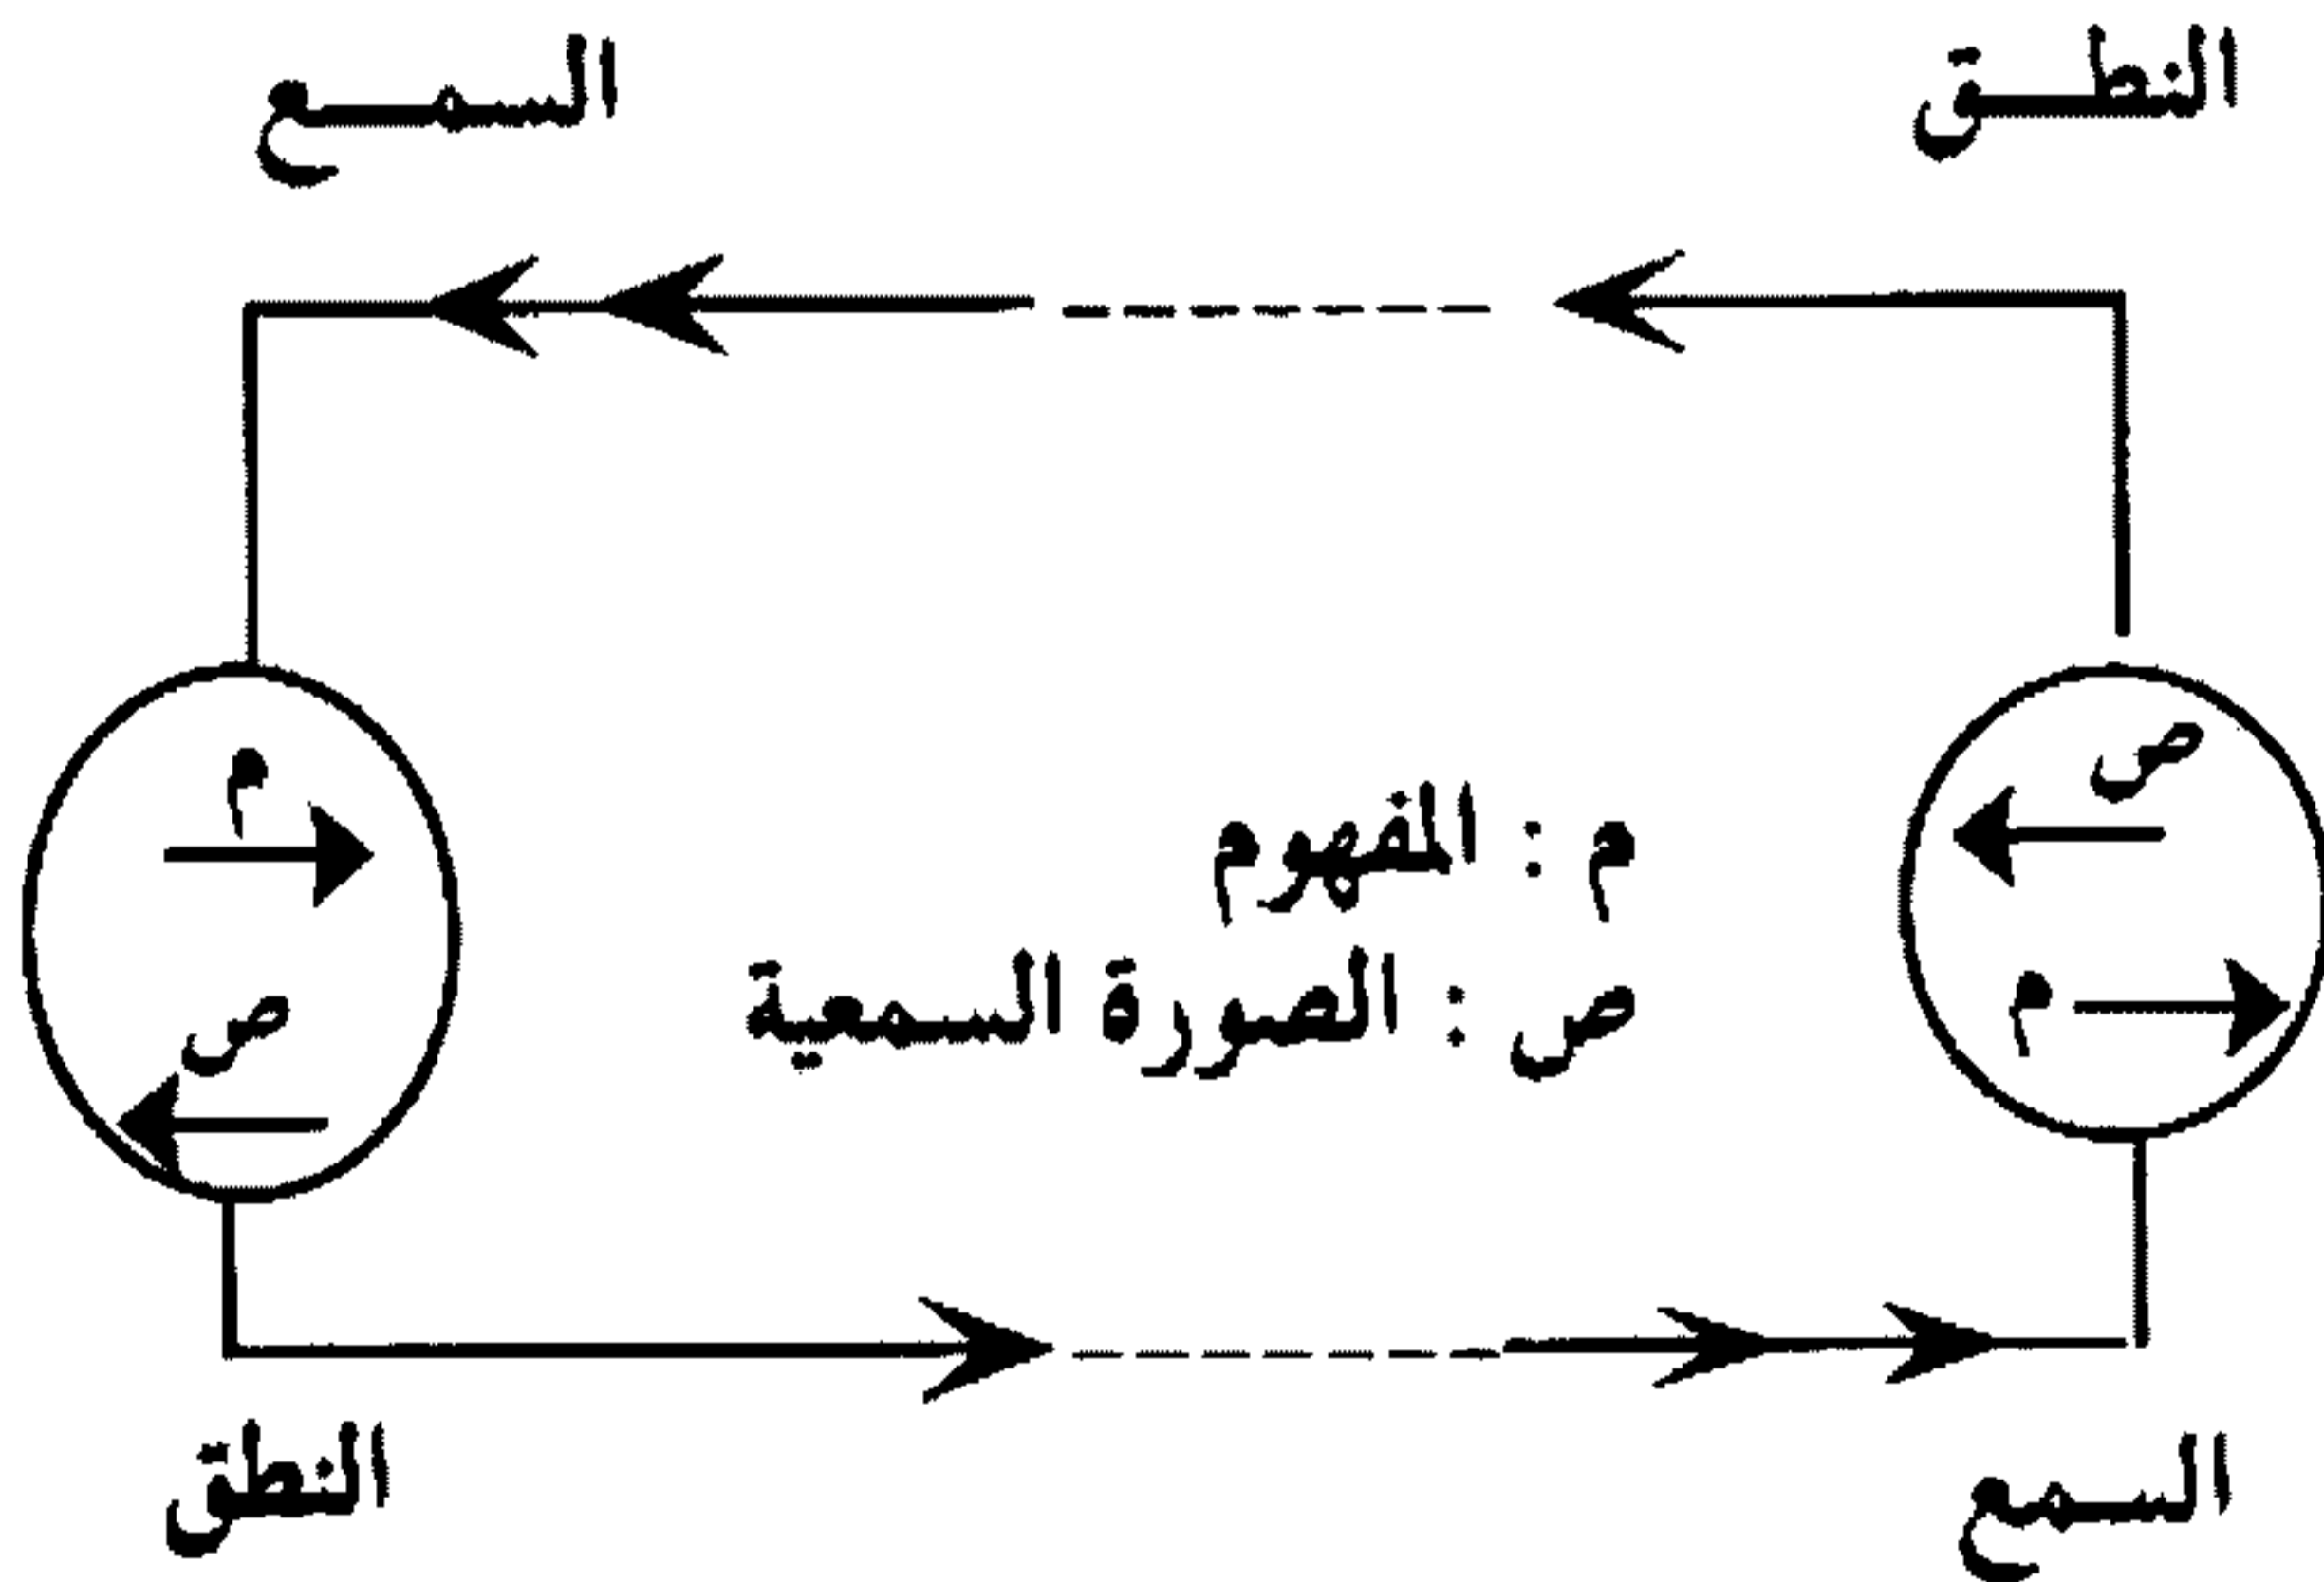 النطق
السمع
ص
م
م : المفهوم
ص : الصورة السمعية
م
ص
السمع
النطق